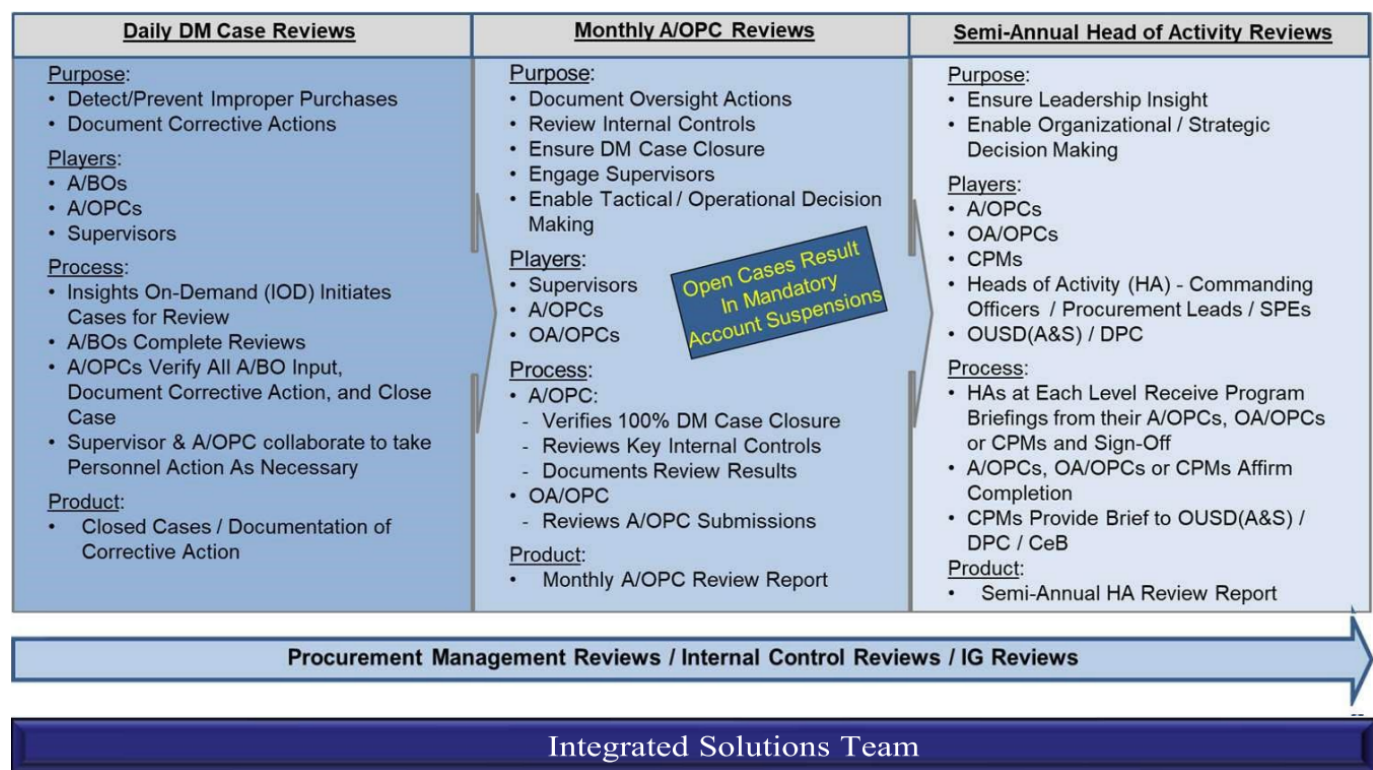 Daily DM Case Reviews
Purpose:
• Detect/Prevent Improper Purchases
• Document Corrective Actions
Players:
• A/BOs
• A/OPCs
• Supervisors
Process:
• Insights On-Demand (IOD) Initiates
Cases for Review
• A/BOs Complete Reviews
• A/OPCs Verify All A/BO Input,
Document Corrective Action, and Close
Case
• Supervisor & A/OPC collaborate to take
Personnel Action As Necessary
Product:
• Closed Cases / Documentation of
Corrective Action
Monthly A/OPC Reviews
Purpose:
• Document Oversight Actions
• Review Internal Controls
• Ensure DM Case Closure
• Engage Supervisors
• Enable Tactical / Operational Decision
Making
Players:
• Supervisors
• A/OPCs
• OA/OPCs
Open Cases Result
In Mandatory
Account Suspensions
Process:
• A/OPC:
- Verifies 100% DM Case Closure
- Reviews Key Internal Controls
- Documents Review Results
• OA/OPC
- Reviews A/OPC Submissions
Product:
• Monthly A/OPC Review Report
Semi-Annual Head of Activity Reviews
Purpose:
• Ensure Leadership Insight
• Enable Organizational / Strategic
Decision Making
Players:
• A/OPCs
• OA/OPCs
• CPMs
• Heads of Activity (HA) - Commanding
Officers / Procurement Leads / SPEs
• OUSD(A&S) / DPC
Process:
• HAs at Each Level Receive Program
Briefings from their A/OPCs, OA/OPCs
or CPMs and Sign-Off
• A/OPCs, OA/OPCs or CPMs Affirm
Completion
• CPMs Provide Brief to OUSD(A&S) /
DPC / CeB
Product:
• Semi-Annual HA Review Report
Procurement Management Reviews / Internal Control Reviews / IG Reviews
Integrated Solutions Team